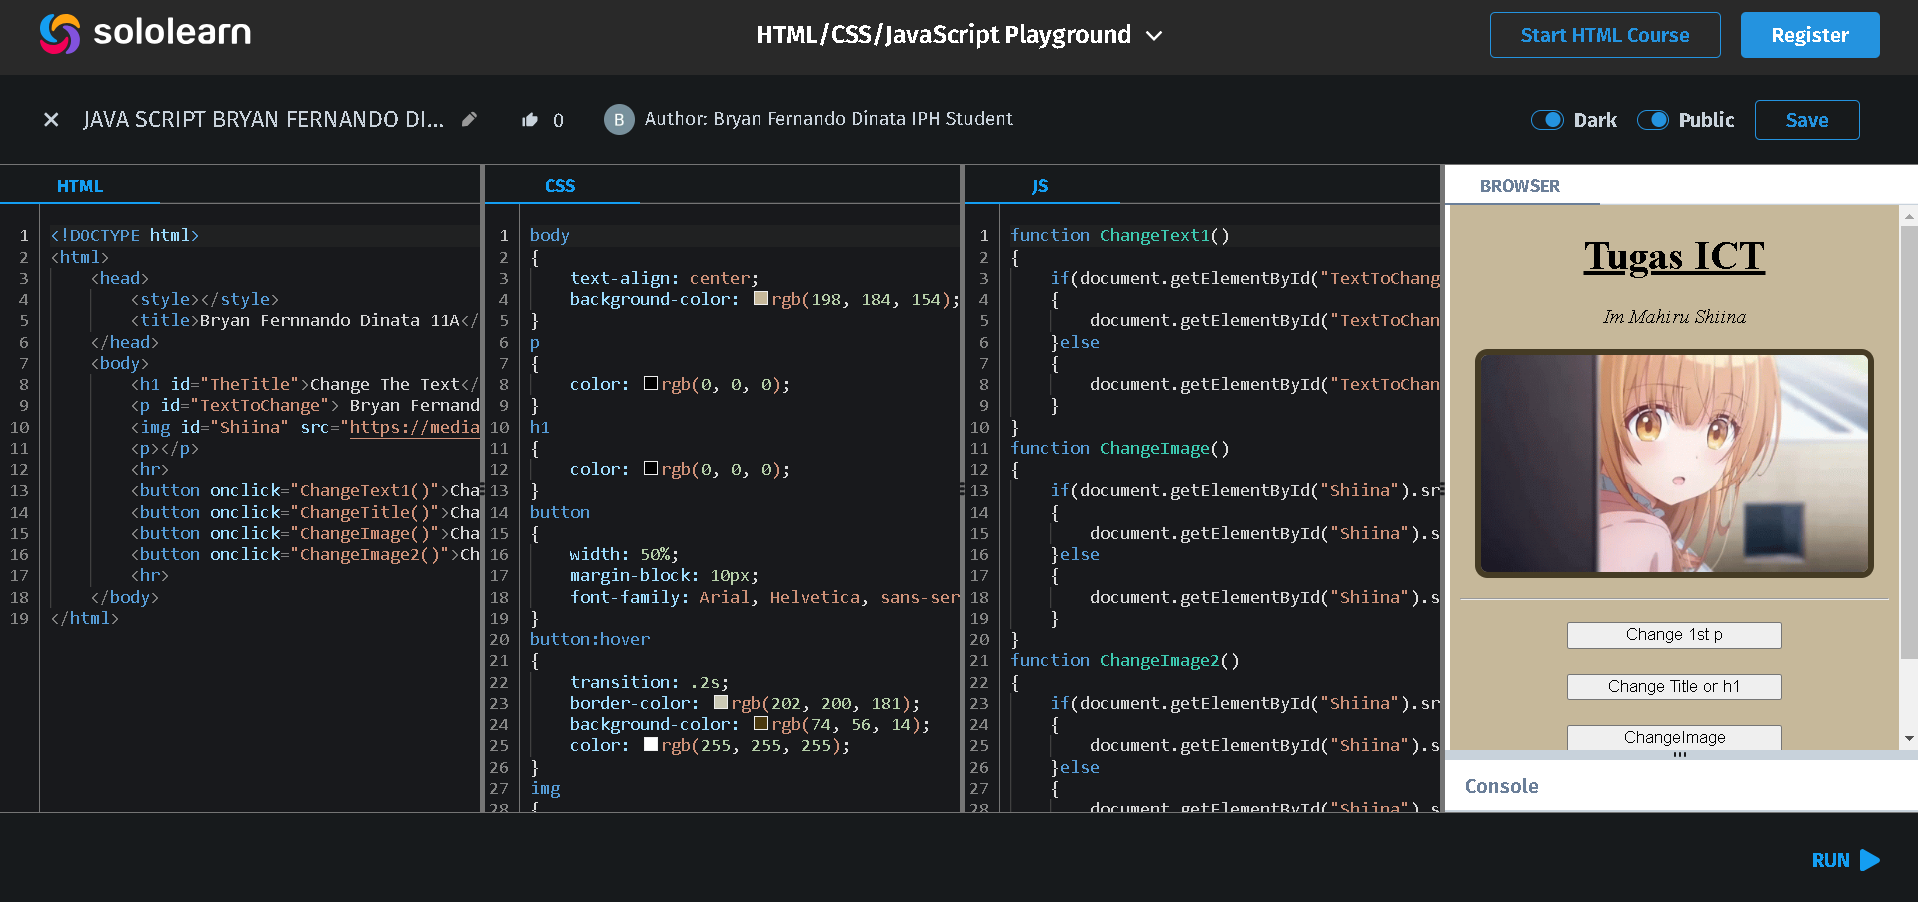 sololearn
HTML/CSS/JavaScript Playground
Start HTML Course
Register
JAVA SCRIPT BRYAN FERNANDO DI...
0
B
Author: Bryan Fernando Dinata IPH Student
Dark
Public
Save
HTML
1 <!DOCTYPE html>
2 <html>
3 <head>
4 <style></style>
5 <title>Bryan Fernnando Dinata 11A</
6 </head>
7 <body>
8 <h1 id="TheTitle">Change The Text</
9 <p id="TextToChange"> Bryan Fernand
10 <img id="Shiina" src="https://media
11 <p></p>
12 <hr>
13 <button onclick="ChangeText1()">Cha
14 <button onclick="ChangeTitle()">Cha
15 <button onclick="ChangeImage()">Cha
16 <button onclick="ChangeImage2()">Ch
17 <hr>
18 </body>
19 </html>
CSS
1 body
2 {
3 text-align: center;
4 background-color: rgb(198, 184, 154);
5 }
6 p
7 {
8 color: rgb(0, 0, 0);
9 }
10 h1
11 {
12 color: rgb(0, 0, 0);
13 }
14 button
15 {
16 width: 50%;
17 margin-block: 10px;
18 font-family: Arial, Helvetica, sans-ser
19 }
20 button:hover
21 {
22 transition: .2s;
23 border-color: rgb(202, 200, 181);
24 background-color: rgb(74, 56, 14);
25 color: rgb(255, 255, 255);
26 }
27 img
28 {
JS
1 function ChangeText1()
2 {
3 if(document.getElementById("TextToChang
4 {
5 document.getElementById("TextToChan
6 }else
7 {
8 document.getElementById("TextToChan
9 }
10 }
11 function ChangeImage()
12 {
13 if(document.getElementById("Shiina").sr
14 {
15 document.getElementById("Shiina").s
16 }else
17 {
18 document.getElementById("Shiina").s
19 }
20 }
21 function ChangeImage2()
22 {
23 if(document.getElementById("Shiina").sr
24 {
25 document.getElementById("Shiina").s
26 }else
27 {
28 document.getElementById("Shiina").s
BROWSER
Tugas ICT
Im Mahiru Shiina
Change 1st p
Change Title or h1
ChangeImage
Console
RUN